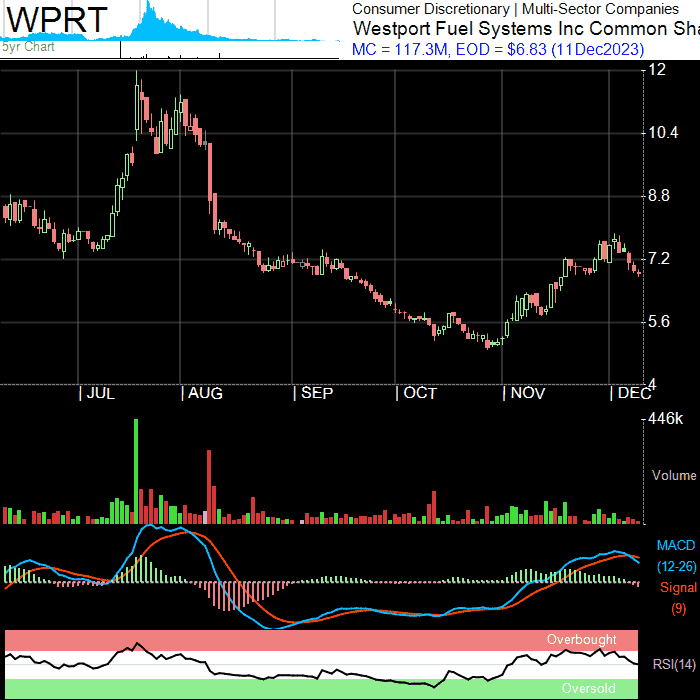 WPRT
5yr Chart
Consumer Discretionary | Multi-Sector Companies
Westport Fuel Systems Inc Common Sha
MC = 117.3M, EOD = $6.83 (11Dec2023)
12
10.4
8.8
7.2
5.6
4
JUL AUG SEP OCT NOV DEC
446k
Volume
MACD
(12-26)
Signal
(9)
Overbought
RSI(14)
Oversold